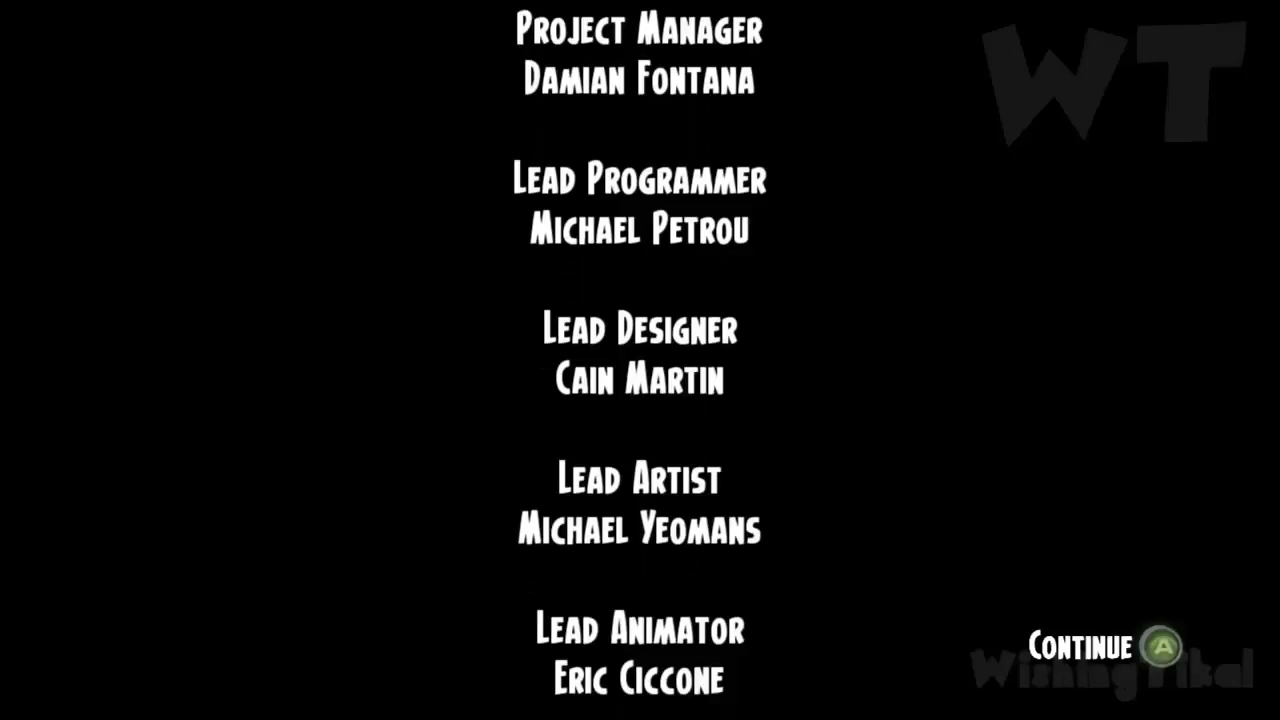 Project Manager
Damian Fontana
WT
Lead Programmer
Michael Petrou
Lead Designer
Cain Martin
Lead Artist
Michael Yeomans
Lead Animator
Eric Ciccone
Continue A
WishingTikal